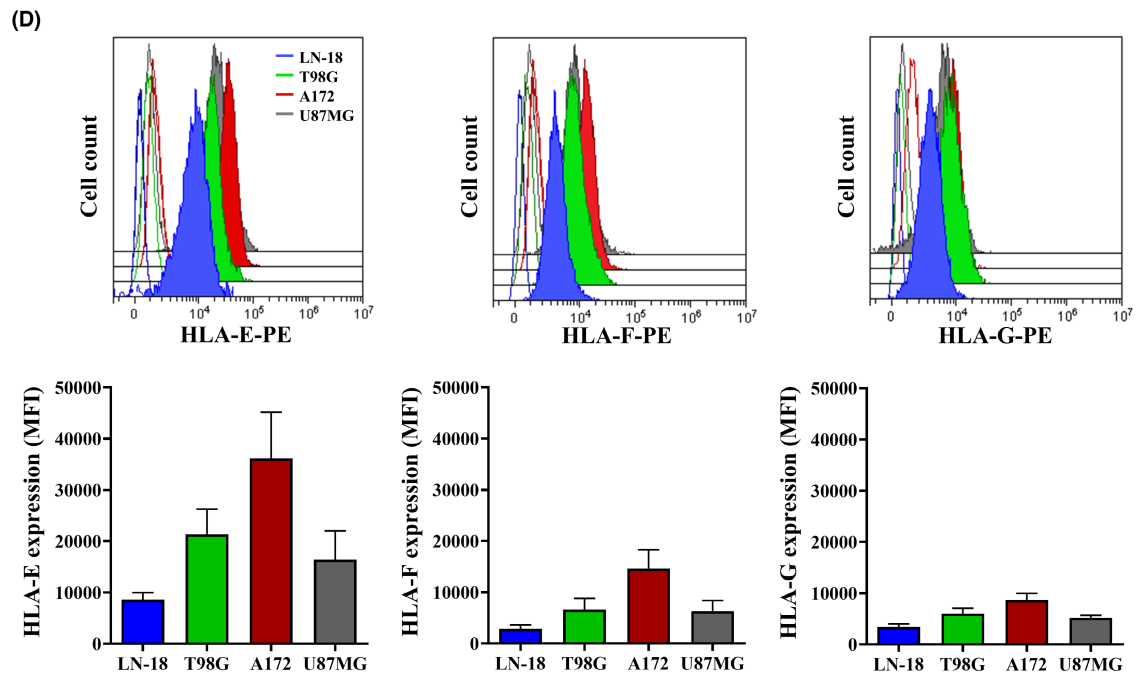 (D)
LN-18
T98G
A172
U87MG
Cell count
0 10⁴ 10⁵ 10⁶ 10⁷
HLA-E-PE
Cell count
0 10⁴ 10⁵ 10⁶ 10⁷
HLA-F-PE
Cell count
0 10⁴ 10⁵ 10⁶ 10⁷
HLA-G-PE
HLA-E expression (MFI)
50000
40000
30000
20000
10000
0
LN-18 T98G A172 U87MG
HLA-F expression (MFI)
50000
40000
30000
20000
10000
0
LN-18 T98G A172 U87MG
HLA-G expression (MFI)
50000
40000
30000
20000
10000
0
LN-18 T98G A172 U87MG